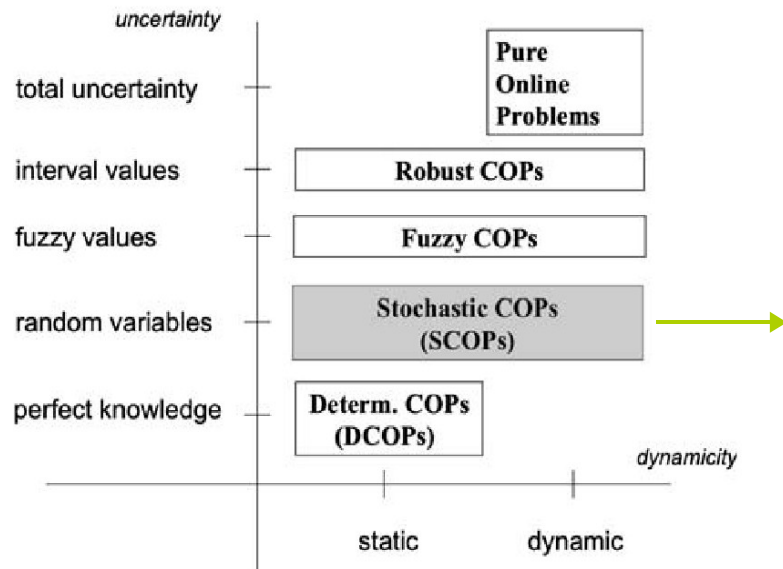 uncertainty
total uncertainty
Pure
Online
Problems
interval values
Robust COPs
fuzzy values
Fuzzy COPs
random variables
Stochastic COPs
(SCOPs)
perfect knowledge
Determ. COPs
(DCOPs)
dynamicity
static
dynamic